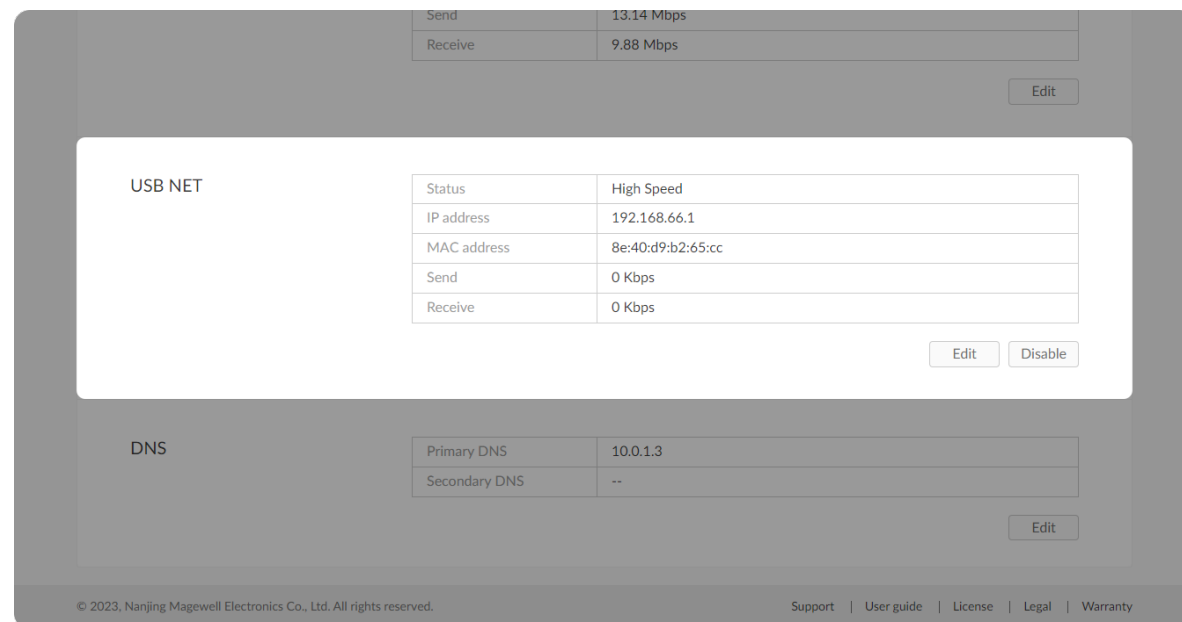 Send 13.14 Mbps
Receive 9.88 Mbps
Edit
USB NET
Status High Speed
IP address 192.168.66.1
MAC address 8e:40:d9:b2:65:cc
Send 0 Kbps
Receive 0 Kbps
Edit Disable
DNS
Primary DNS 10.0.1.3
Secondary DNS --
Edit
© 2023, Nanjing Magewell Electronics Co., Ltd. All rights reserved. Support | User guide | License | Legal | Warranty